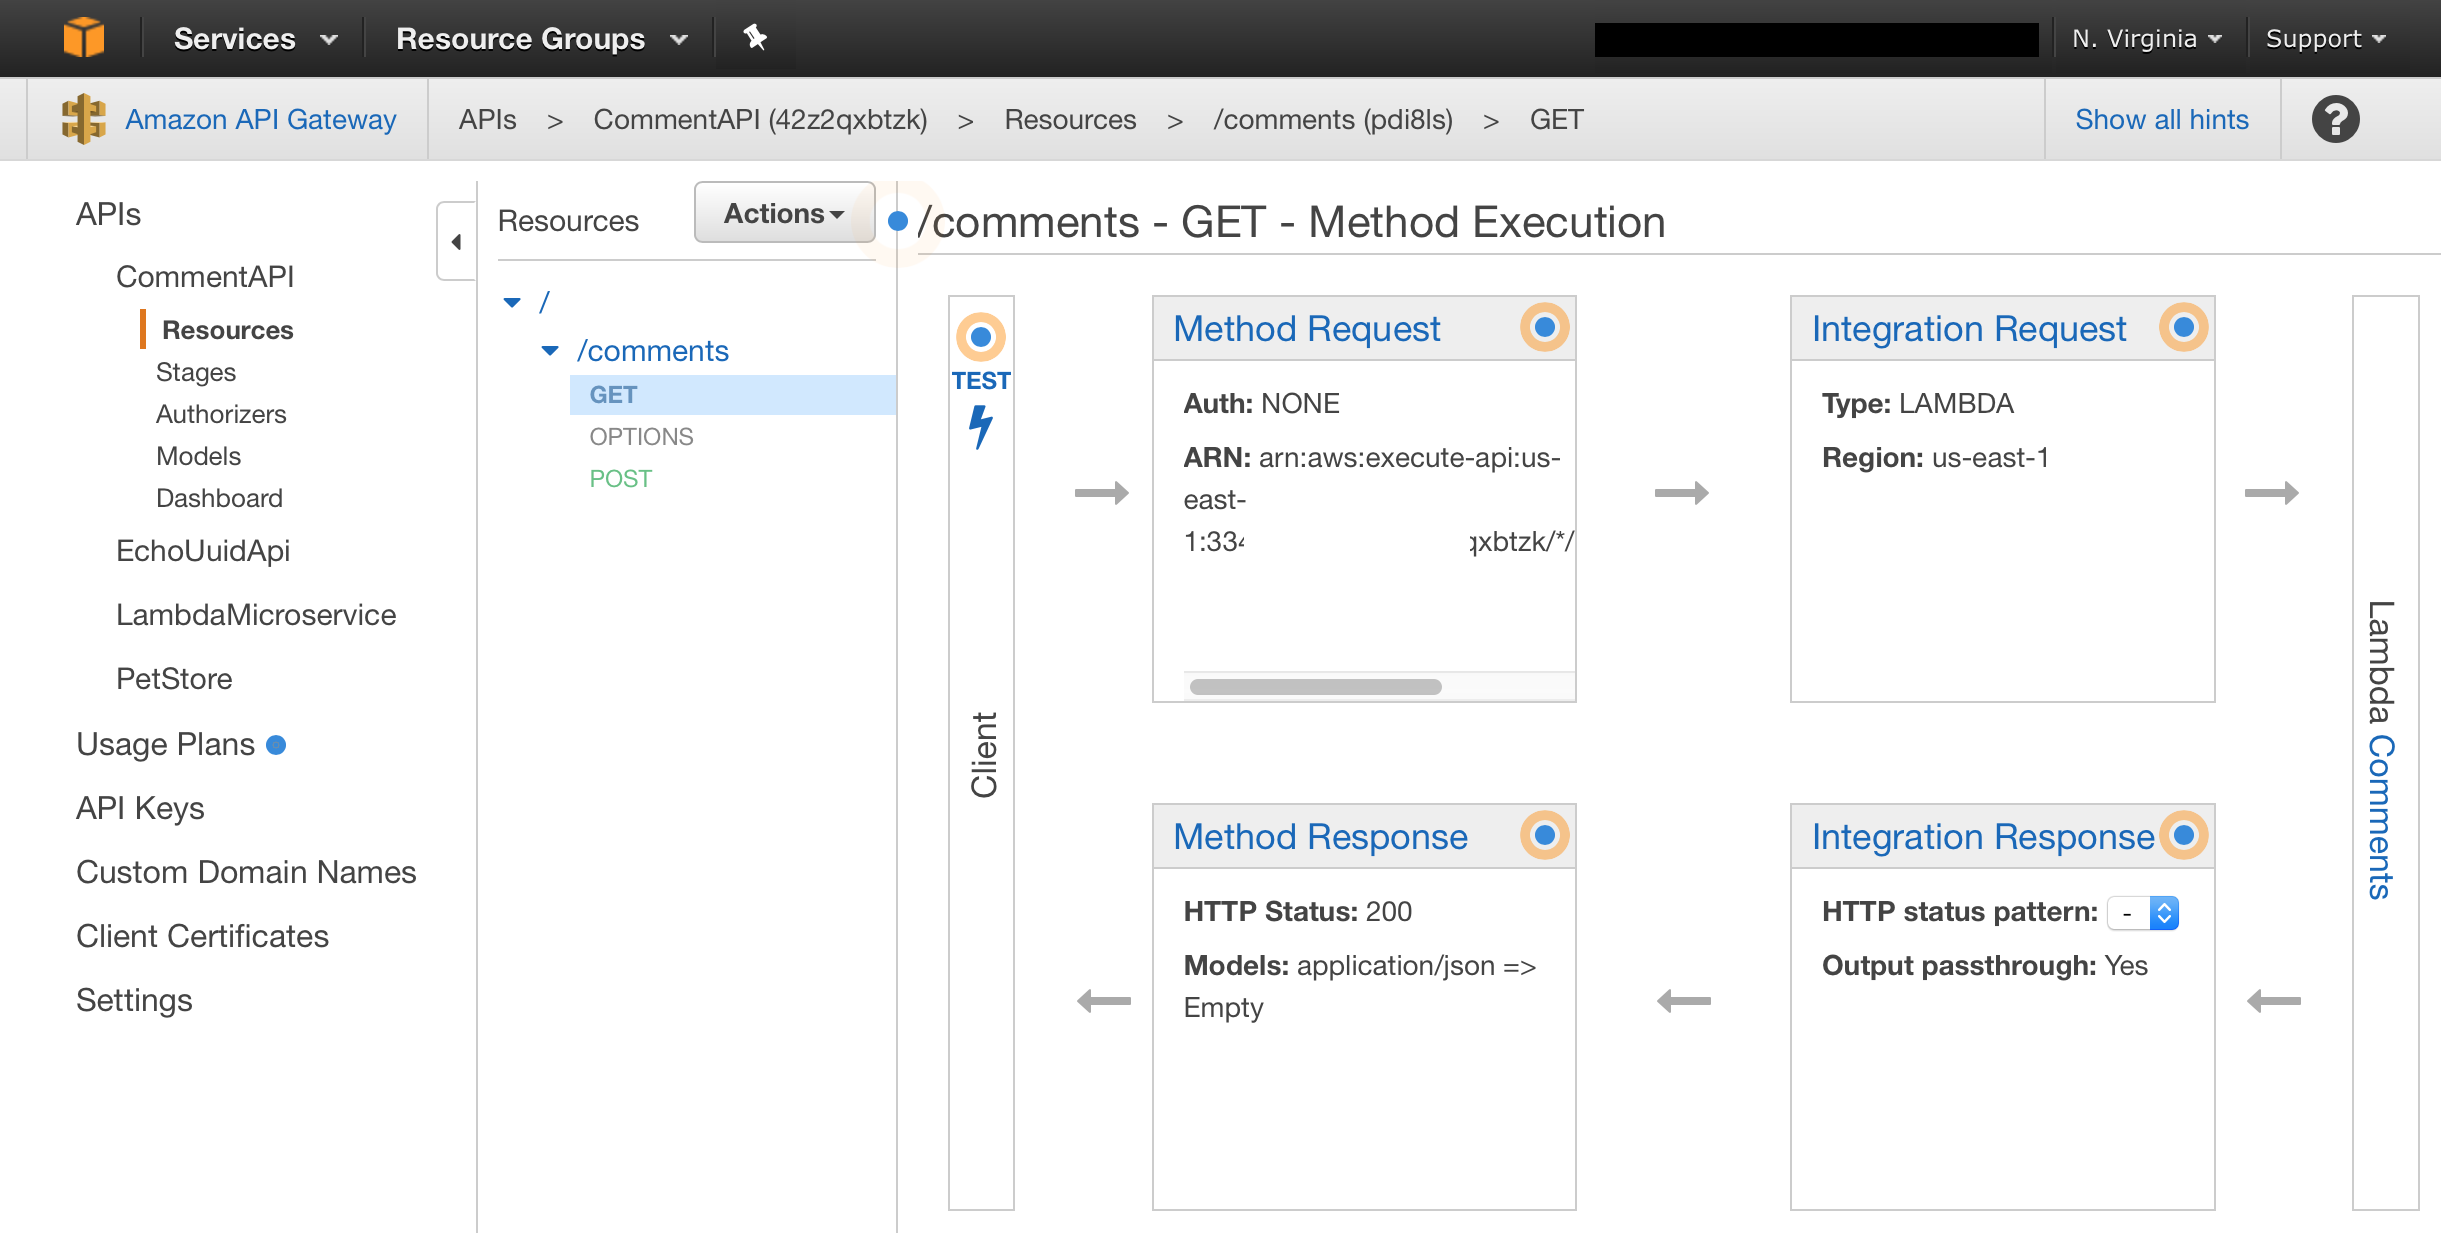 Services
Resource Groups
N. Virginia
Support
Amazon API Gateway
APIs > CommentAPI (42z2qxbtzk) > Resources > /comments (pdi8ls) > GET
Show all hints
?
APIs
CommentAPI
Resources
Stages
Authorizers
Models
Dashboard
EchoUuidApi
LambdaMicroservice
PetStore
Usage Plans
API Keys
Custom Domain Names
Client Certificates
Settings
Resources
Actions
/
/comments
GET
OPTIONS
POST
/comments - GET - Method Execution
TEST
Client
Method Request
Auth: NONE
ARN: arn:aws:execute-api:us-
east-
1:334 qxbtzk/*/
Integration Request
Type: LAMBDA
Region: us-east-1
Method Response
HTTP Status: 200
Models: application/json =>
Empty
Integration Response
HTTP status pattern: -
Output passthrough: Yes
Lambda Comments